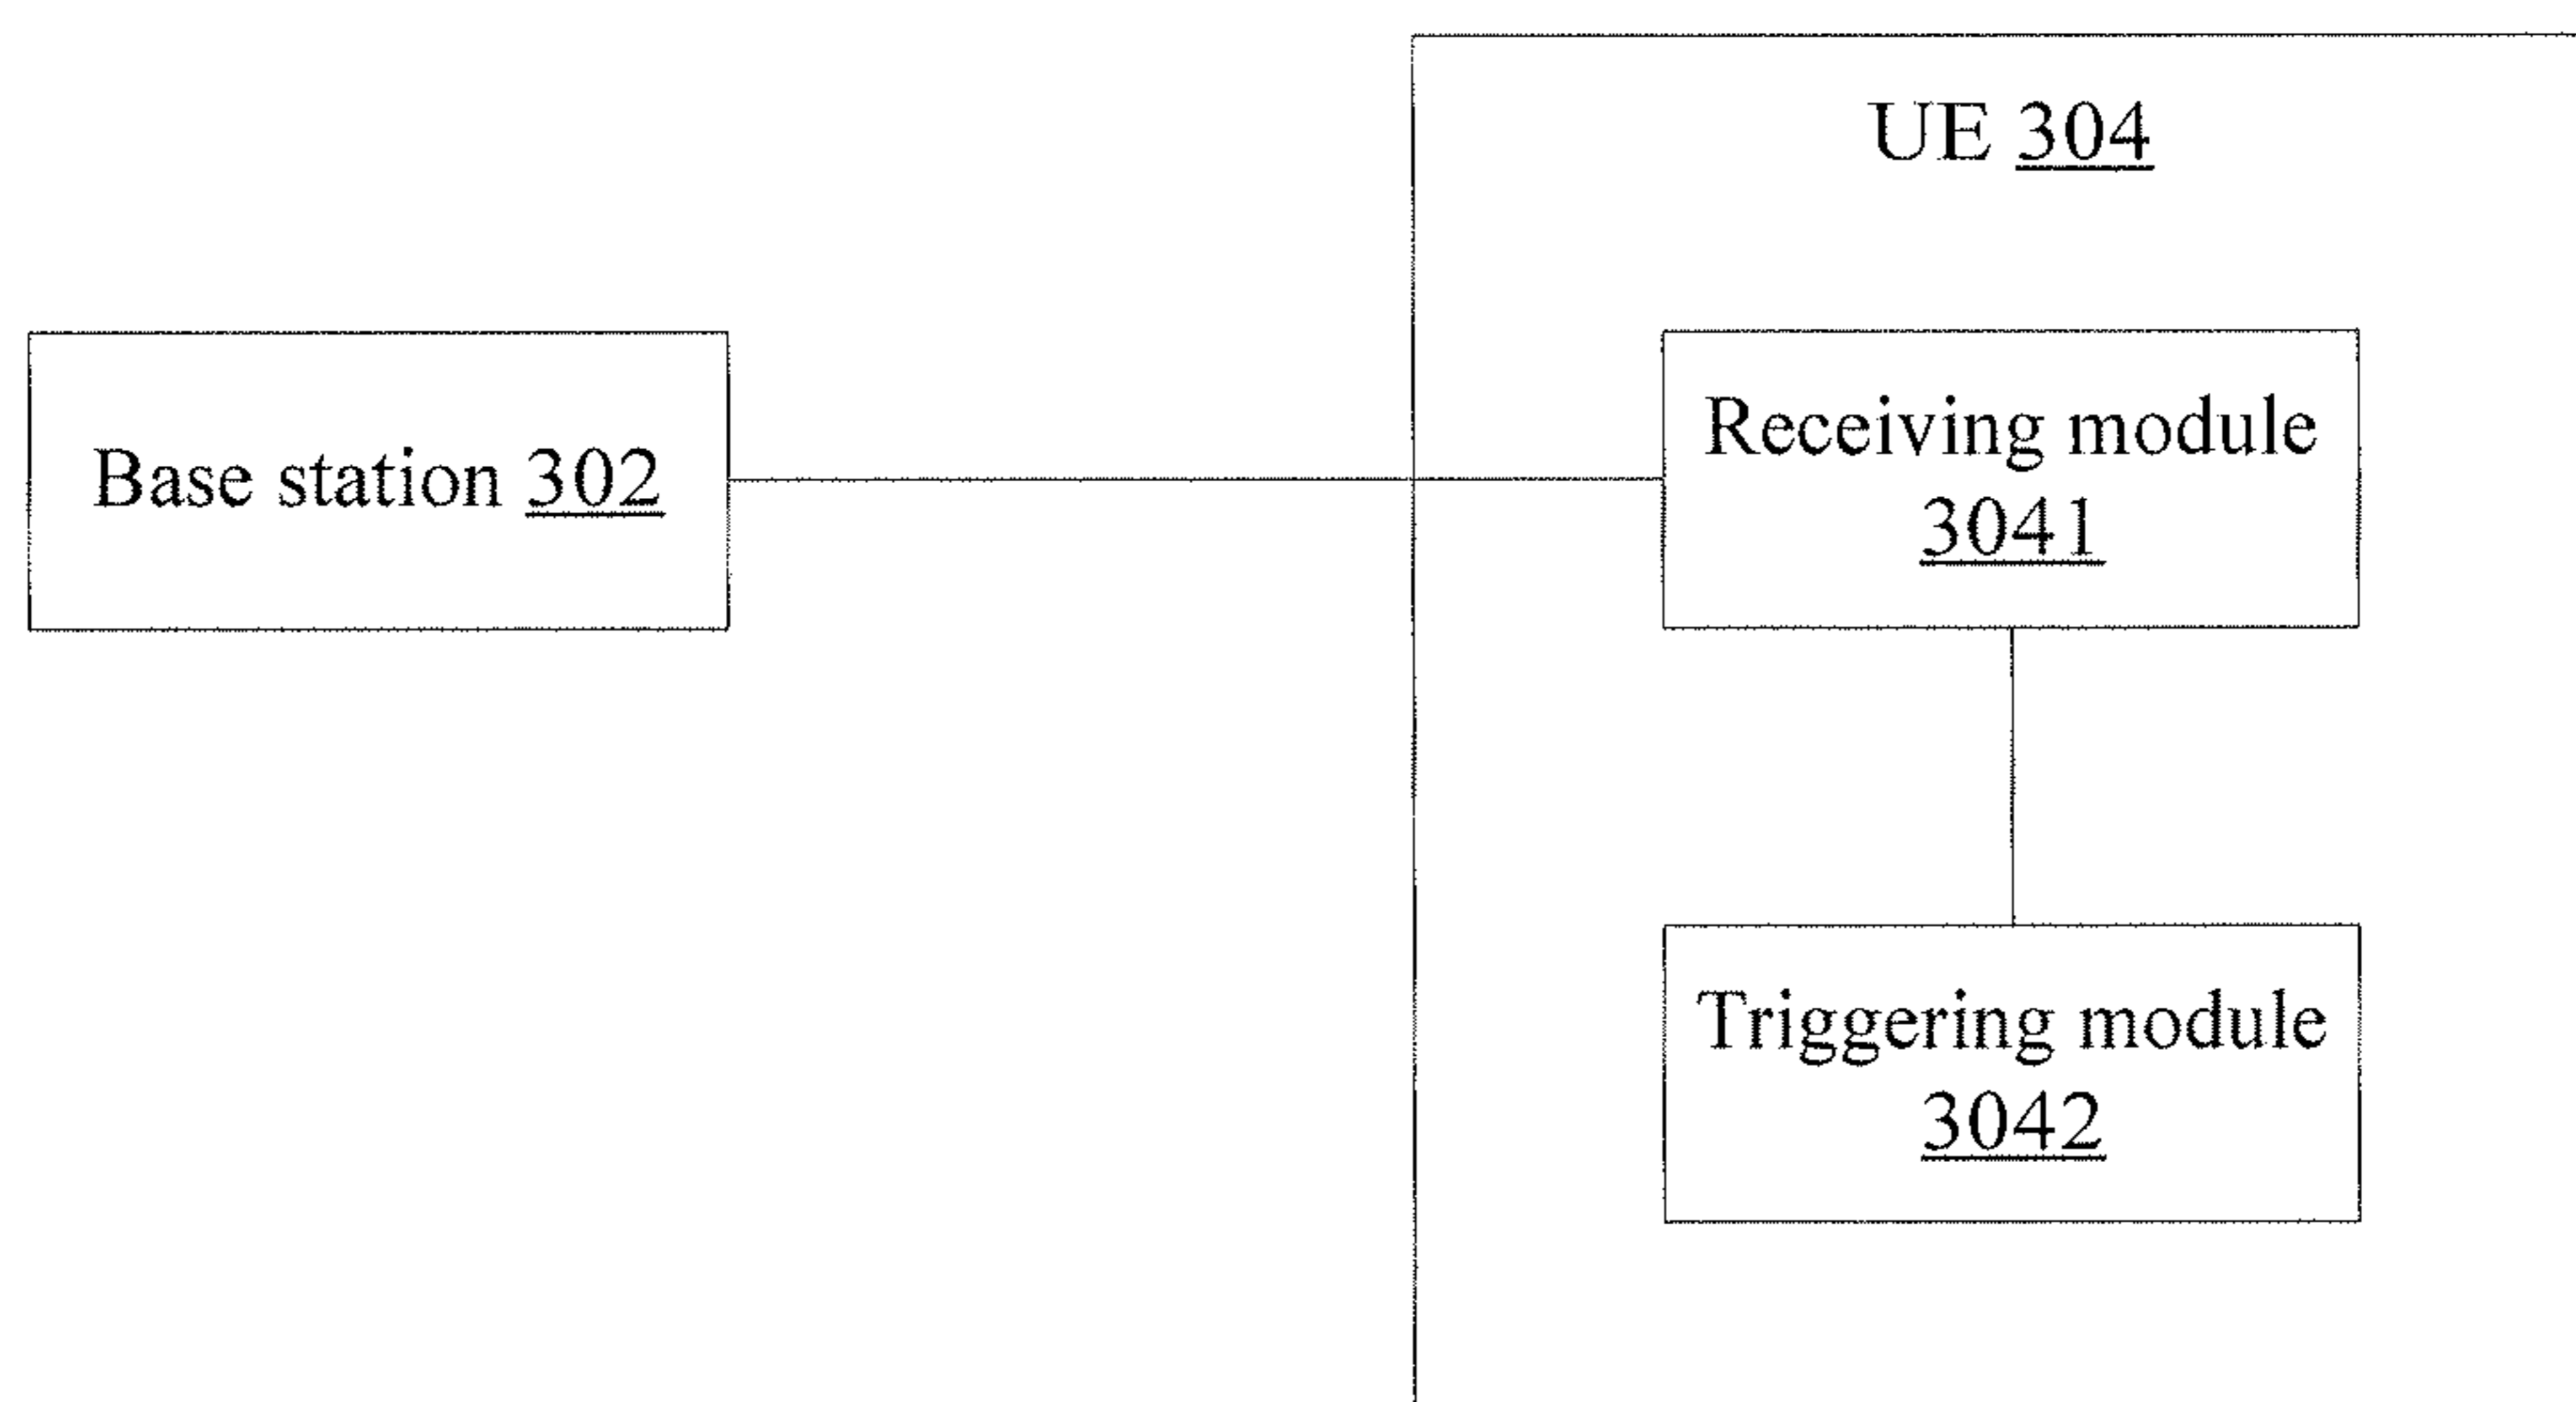 UE 304
Base station 302
Receiving module
3041
Triggering module
3042